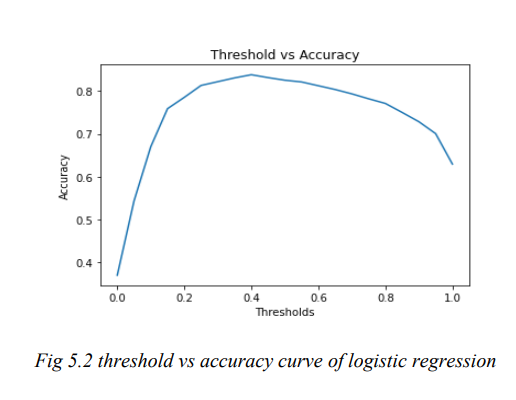 Threshold vs Accuracy
Accuracy
0.8
0.7
0.6
0.5
0.4
0.0 0.2 0.4 0.6 0.8 1.0
Thresholds
Fig 5.2 threshold vs accuracy curve of logistic regression